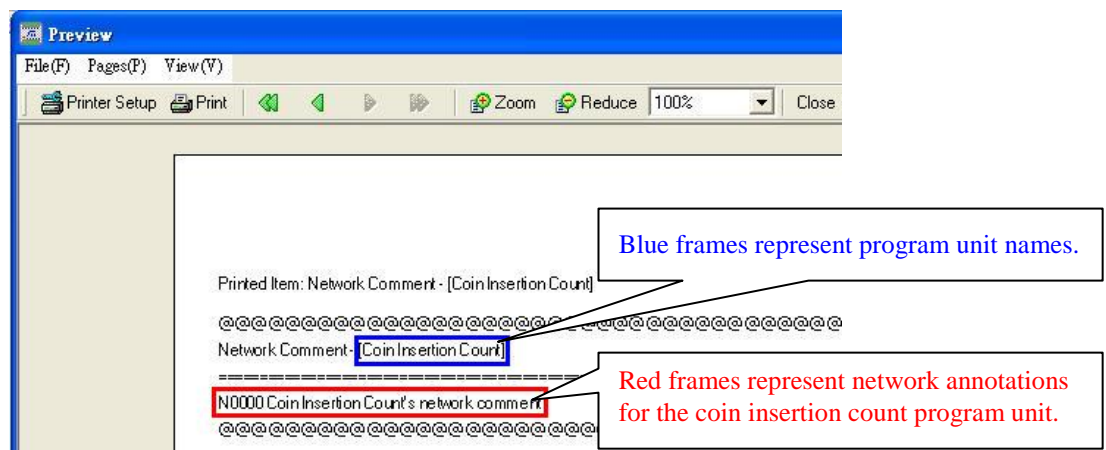 Preview
File(F) Pages(P) View(V)
Printer Setup Print Zoom Reduce 100% Close
Blue frames represent program unit names.
Printed Item: Network Comment - [Coin Insertion Count]
@@@@@@@@@@@@@@@@@@@@@@@@@@@@@@@@@@@@@@
Network Comment- [Coin Insertion Count]
========================================
Red frames represent network annotations
for the coin insertion count program unit.
N0000 Coin Insertion Count's network comment
@@@@@@@@@@@@@@@@@@@@@@@